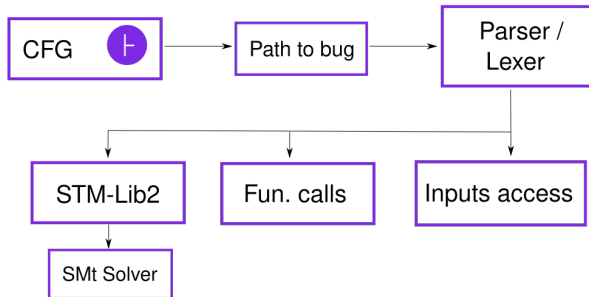 CFG
⊢
Path to bug
Parser /
Lexer
STM-Lib2
Fun. calls
Inputs access
SMt Solver